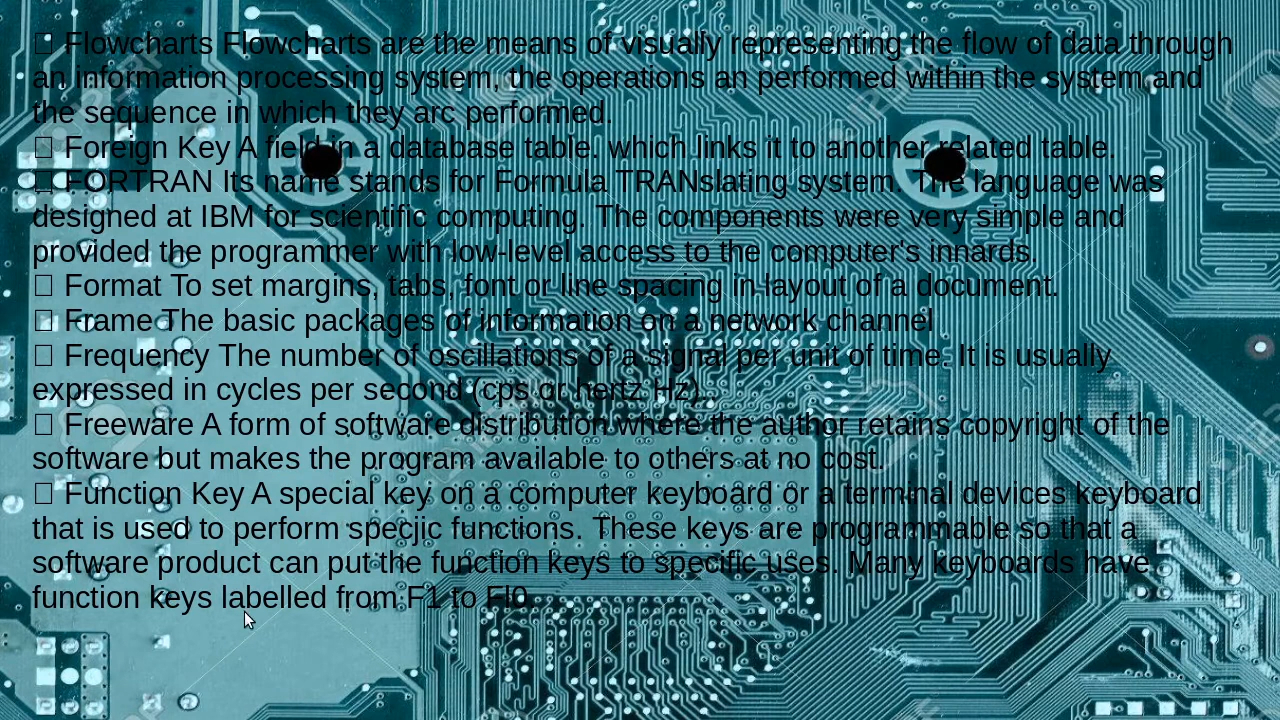 Flowcharts Flowcharts are the means of visually representing the flow of data through
an information processing system, the operations an performed within the system and
the sequence in which they arc performed.
 Foreign Key A field in a database table. which links it to another related table.
 FORTRAN Its name stands for Formula TRANslating system. The language was
designed at IBM for scientific computing. The components were very simple and
provided the programmer with low-level access to the computer's innards.
 Format To set margins, tabs, font or line spacing in layout of a document.
 Frame The basic packages of information on a network channel
 Frequency The number of oscillations of a signal per unit of time. It is usually
expressed in cycles per second (cps or hertz Hz).
 Freeware A form of software distribution where the author retains copyright of the
software but makes the program available to others at no cost.
 Function Key A special key on a computer keyboard or a terminal devices keyboard
that is used to perform specjic functions. These keys are programmable so that a
software product can put the function keys to specific uses. Many keyboards have
function keys labelled from F1 to Fl0.